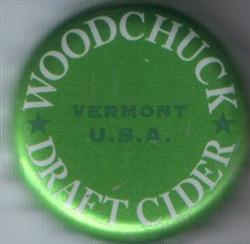 WOODCHUCK
VERMONT
U.S.A.
DRAFT CIDER